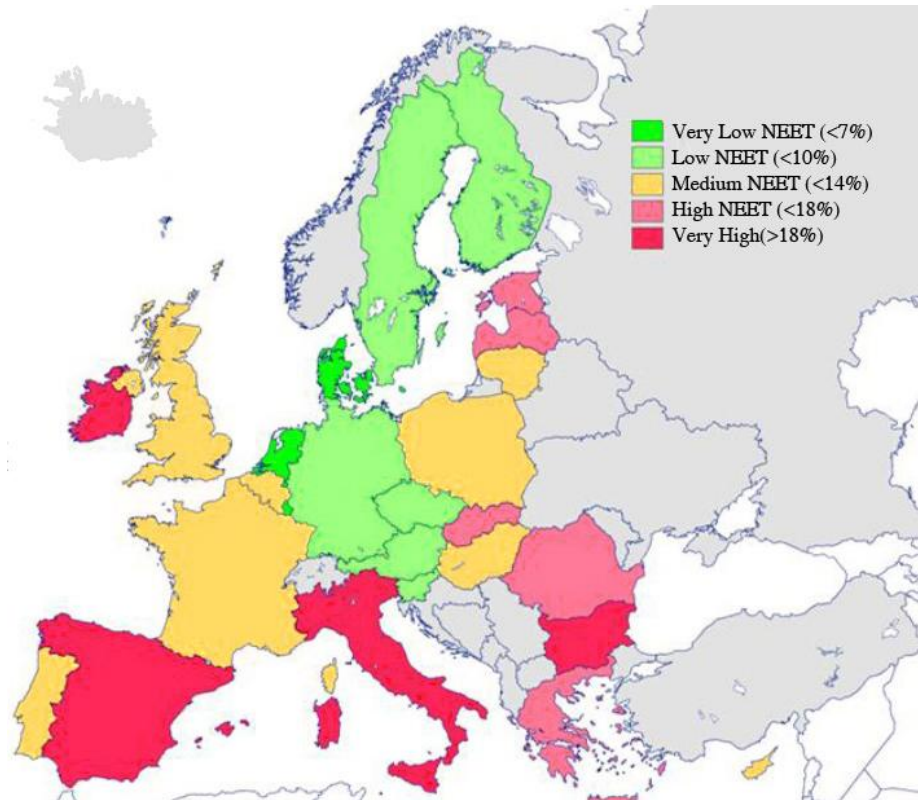 Very Low NEET (<7%)
Low NEET (<10%)
Medium NEET (<14%)
High NEET (<18%)
Very High(>18%)